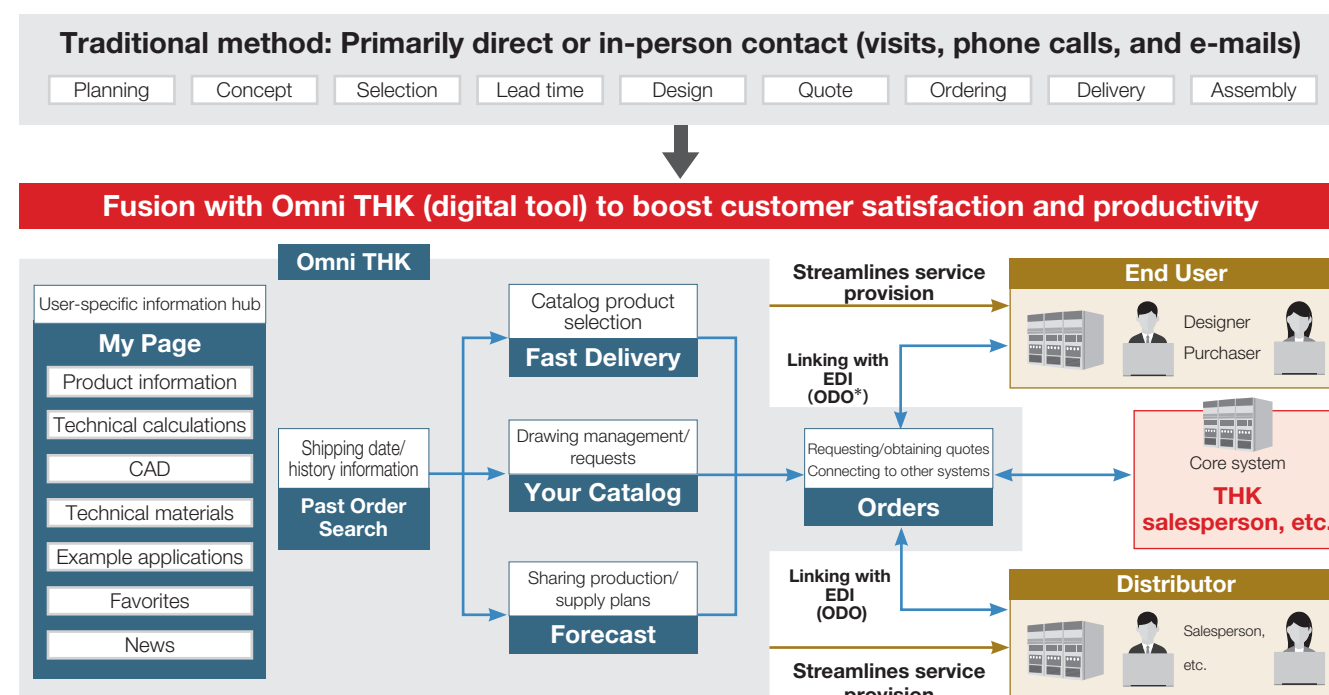 Traditional method: Primarily direct or in-person contact (visits, phone calls, and e-mails)
Planning
Concept
Selection
Lead time
Design
Quote
Ordering
Delivery
Assembly
Fusion with Omni THK (digital tool) to boost customer satisfaction and productivity
Omni THK
User-specific information hub
My Page
Product information
Technical calculations
CAD
Technical materials
Example applications
Favorites
News
Shipping date/
history information
Past Order
Search
Catalog product
selection
Fast Delivery
Drawing management/
requests
Your Catalog
Sharing production/
supply plans
Forecast
Streamlines service
provision
Linking with
EDI
(ODO*)
Requesting/obtaining quotes
Connecting to other systems
Orders
Linking with
EDI
(ODO)
Streamlines service
provision
End User
Designer
Purchaser
Core system
THK
salesperson, etc.
Distributor
Salesperson,
etc.